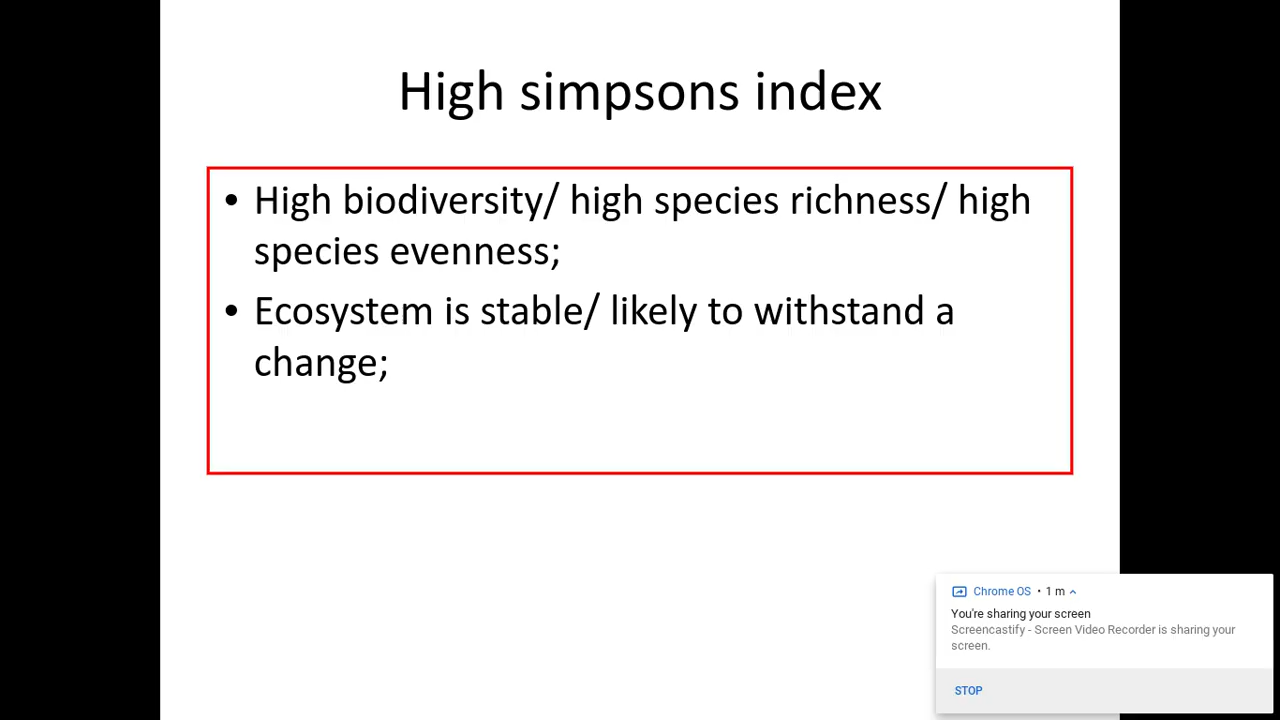 High simpsons index
• High biodiversity/ high species richness/ high
species evenness;
• Ecosystem is stable/ likely to withstand a
change;
Chrome OS • 1 m
You're sharing your screen
Screencastify - Screen Video Recorder is sharing your
screen.
STOP